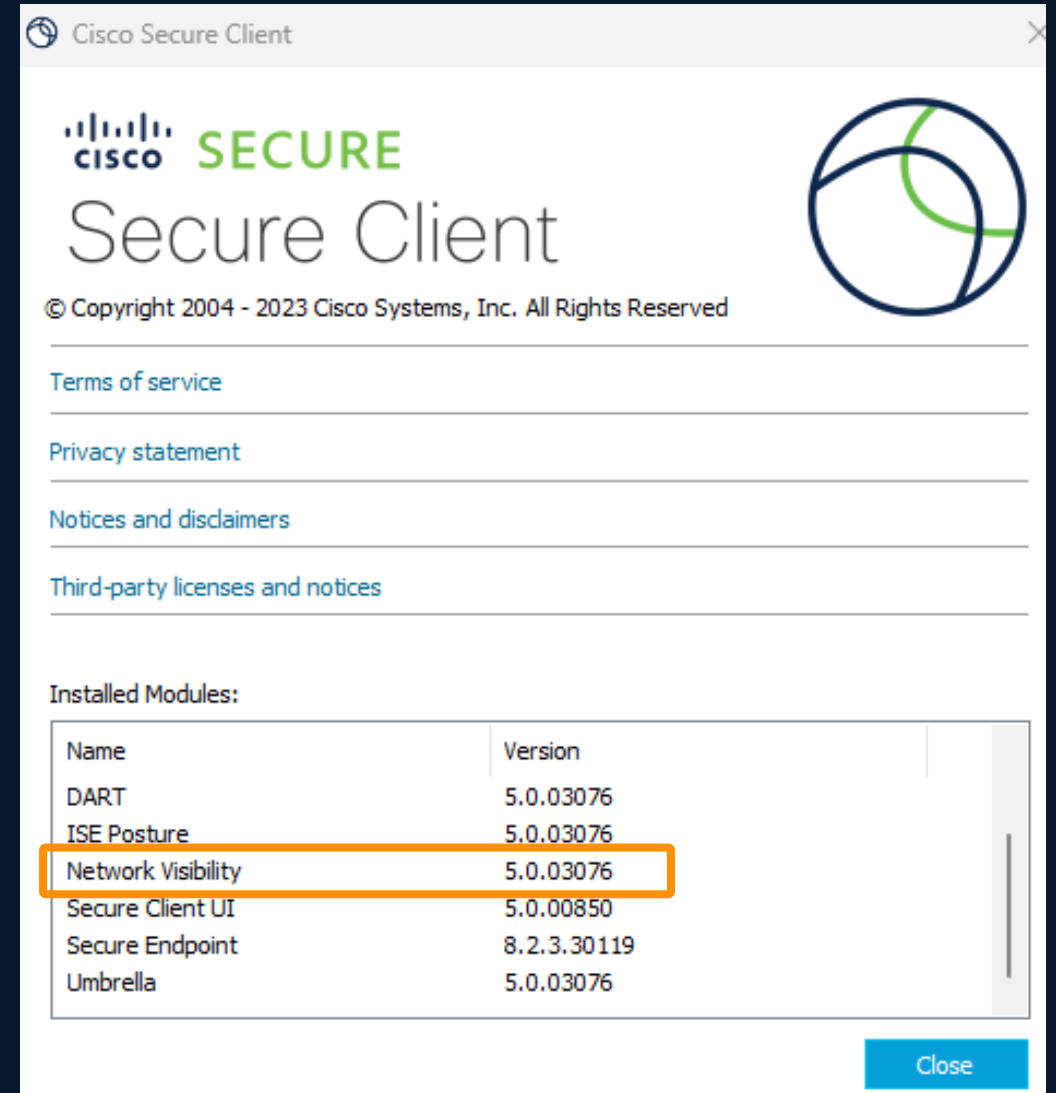 Cisco Secure Client
CISCO SECURE
Secure Client
© Copyright 2004 - 2023 Cisco Systems, Inc. All Rights Reserved
Terms of service
Privacy statement
Notices and disclaimers
Third-party licenses and notices
Installed Modules:
Name Version
DART 5.0.03076
ISE Posture 5.0.03076
Network Visibility 5.0.03076
Secure Client UI 5.0.00850
Secure Endpoint 8.2.3.30119
Umbrella 5.0.03076
Close